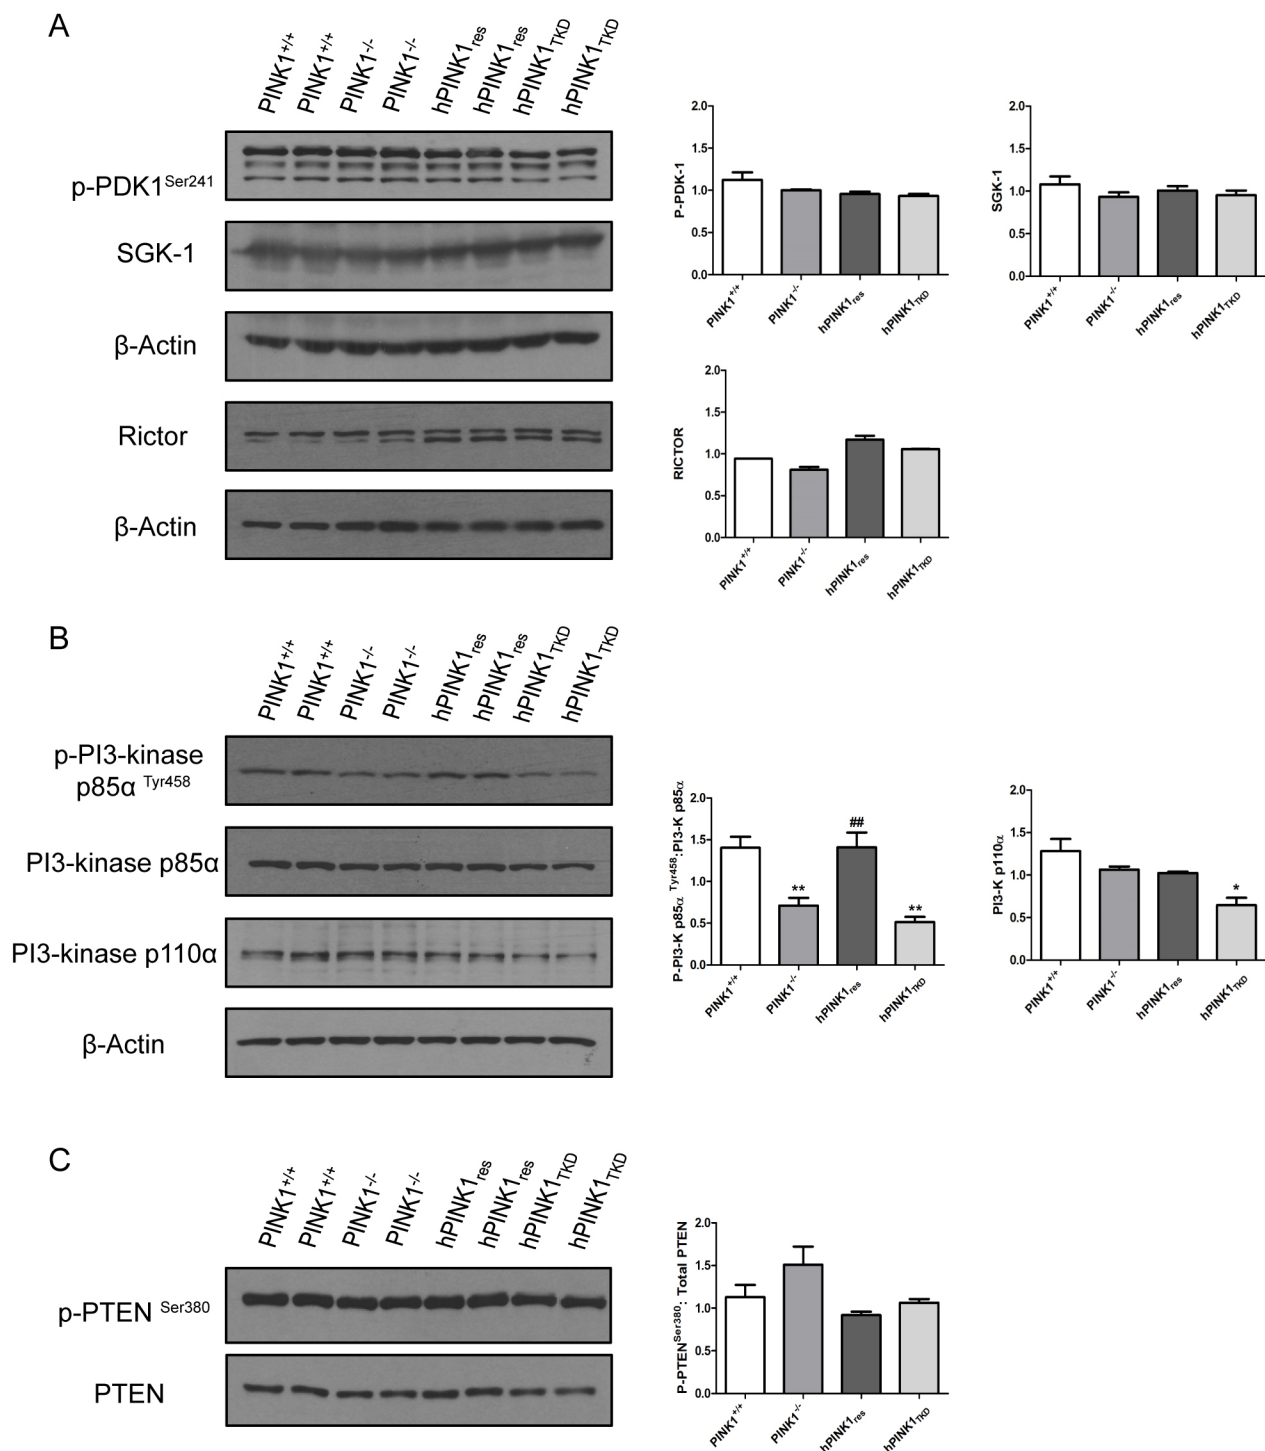 A
PINK1+/+ PINK1+/+ PINK1-/- PINK1-/- hPINK1res hPINK1res hPINK1TKD hPINK1TKD
p-PDK1Ser241
SGK-1
β-Actin
Rictor
β-Actin
P-PDK-1
2.0
1.5
1.0
0.5
0.0
PINK1+/+ PINK1-/- hPINK1res hPINK1TKD
SGK-1
2.0
1.5
1.0
0.5
0.0
PINK1+/+ PINK1-/- hPINK1res hPINK1TKD
RICTOR
2.0
1.5
1.0
0.5
0.0
PINK1+/+ PINK1-/- hPINK1res hPINK1TKD
B
PINK1+/+ PINK1+/+ PINK1-/- PINK1-/- hPINK1res hPINK1res hPINK1TKD hPINK1TKD
p-PI3-kinase
p85α Tyr458
PI3-kinase p85α
PI3-kinase p110α
β-Actin
P-PI3-K p85α Tyr458:PI3-K p85α
2.0
1.5
1.0
0.5
0.0
** ## **
PINK1+/+ PINK1-/- hPINK1res hPINK1TKD
PI3-K p110α
2.0
1.5
1.0
0.5
0.0
*
PINK1+/+ PINK1-/- hPINK1res hPINK1TKD
C
PINK1+/+ PINK1+/+ PINK1-/- PINK1-/- hPINK1res hPINK1res hPINK1TKD hPINK1TKD
p-PTEN Ser380
PTEN
P-PTENSer380: Total PTEN
2.0
1.5
1.0
0.5
0.0
PINK1+/+ PINK1-/- hPINK1res hPINK1TKD